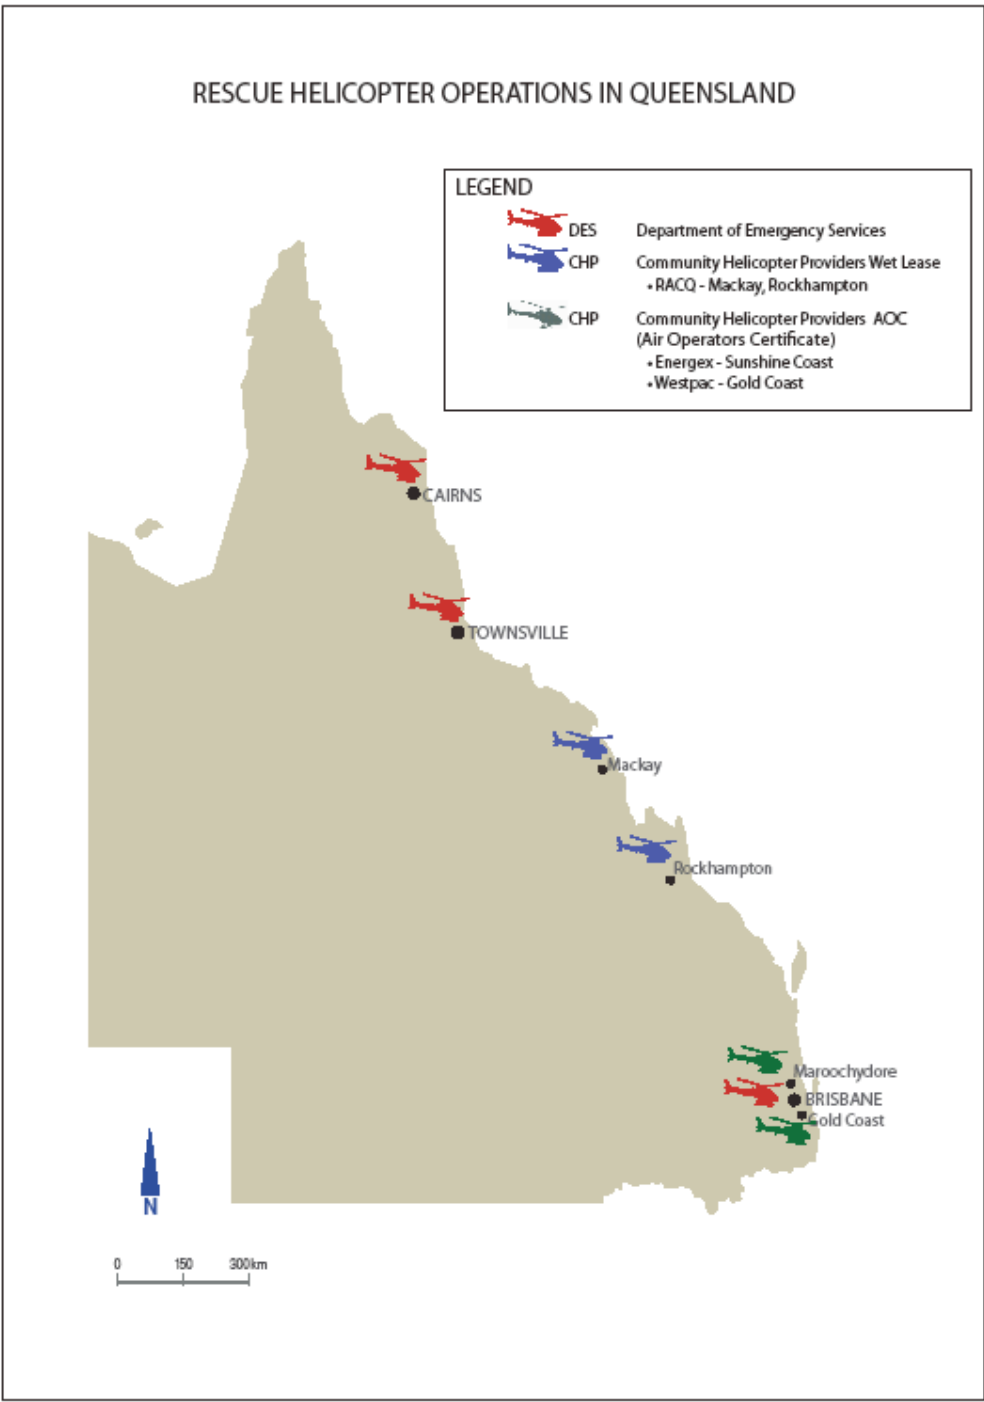 RESCUE HELICOPTER OPERATIONS IN QUEENSLAND
LEGEND
DES Department of Emergency Services
CHP Community Helicopter Providers Wet Lease
• RACQ - Mackay, Rockhampton
CHP Community Helicopter Providers AOC
(Air Operators Certificate)
• Energex - Sunshine Coast
• Westpac - Gold Coast
CAIRNS
TOWNSVILLE
Mackay
Rockhampton
Maroochydore
BRISBANE
Gold Coast
N
0 150 300km